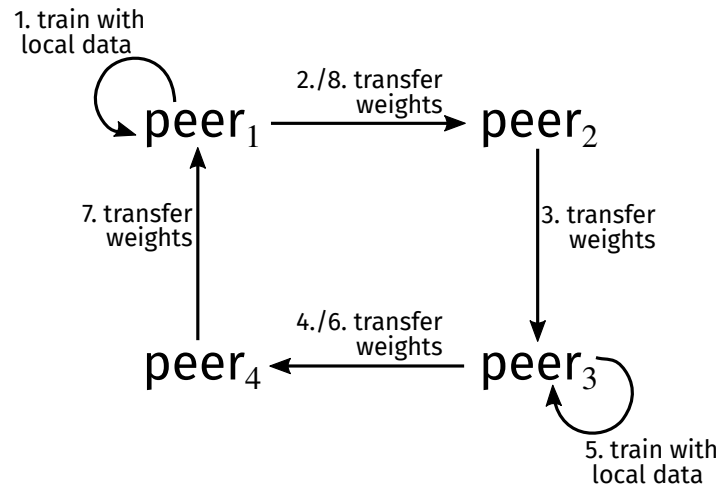 1. train with
local data
2./8. transfer
weights
peer₁
peer₂
7. transfer
weights
3. transfer
weights
4./6. transfer
weights
peer₄
peer₃
5. train with
local data